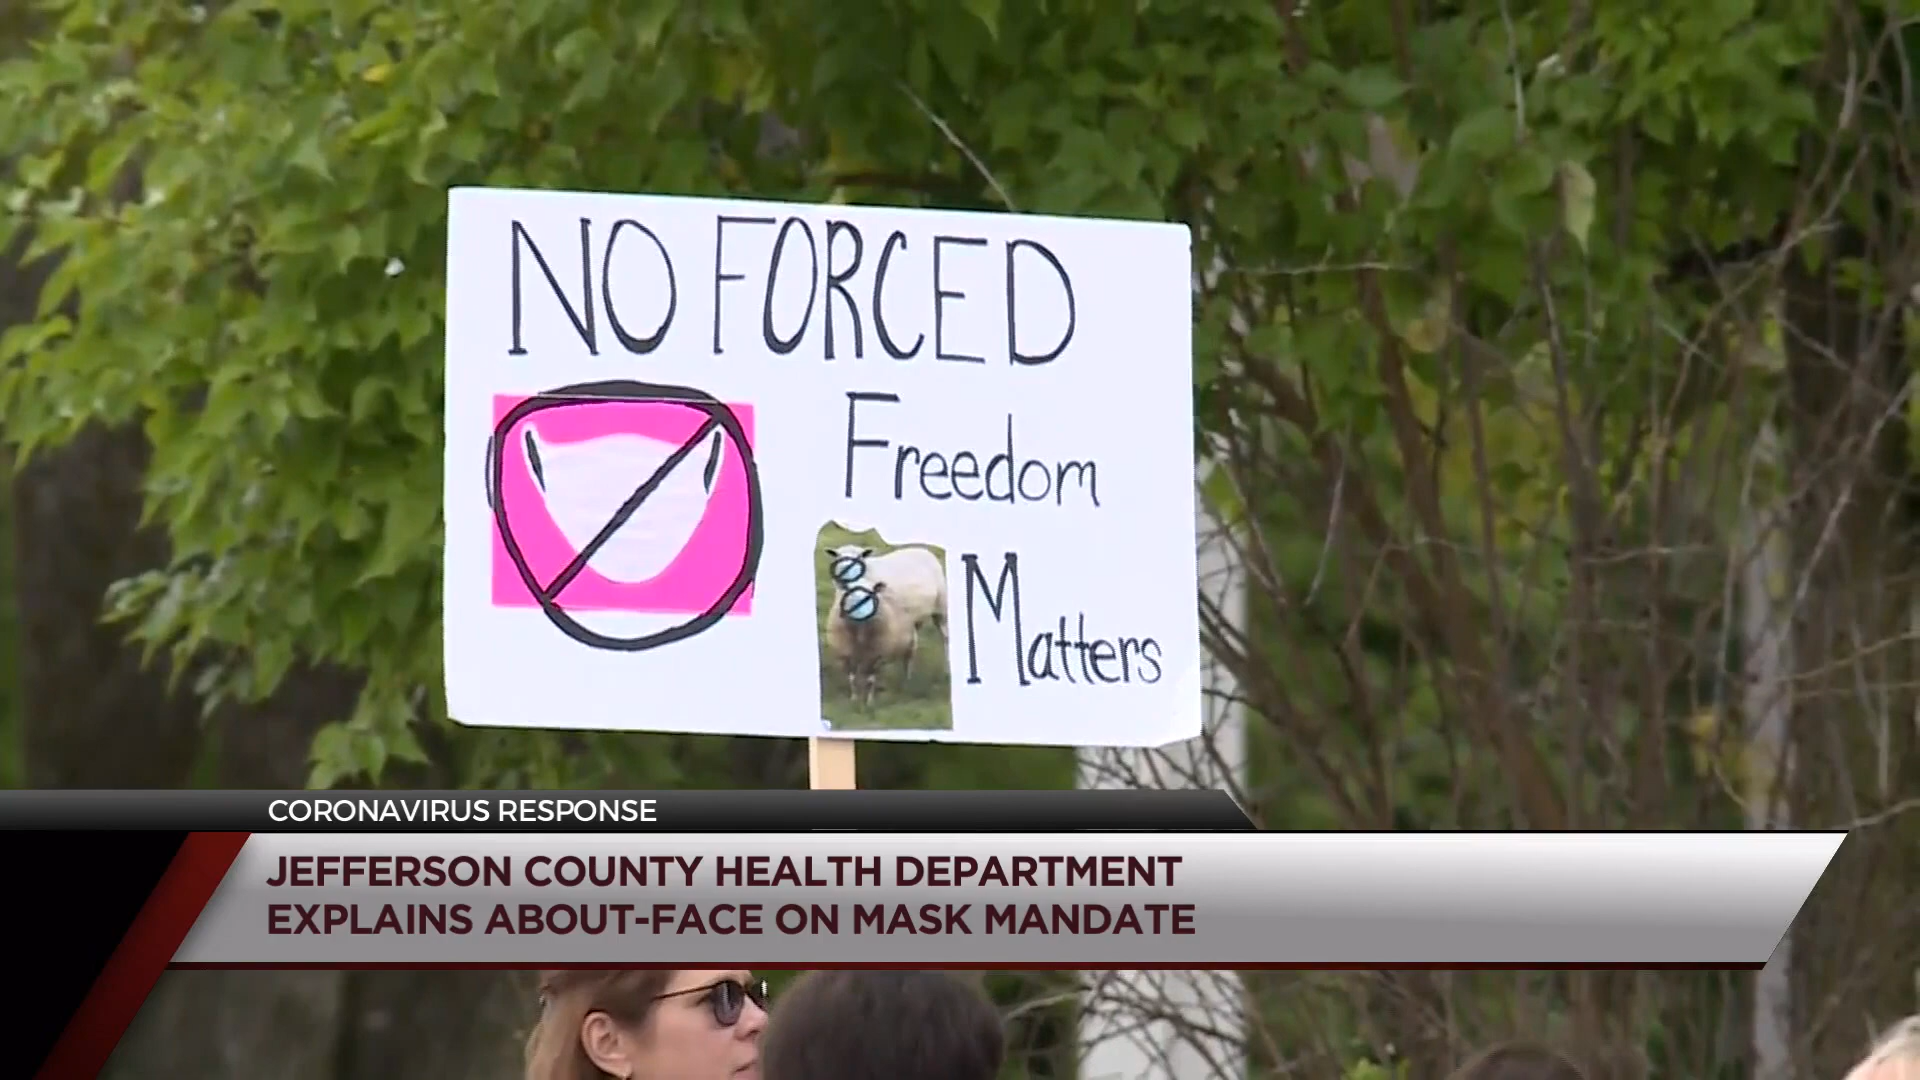 NO FORCED
Freedom
Matters
CORONAVIRUS RESPONSE
JEFFERSON COUNTY HEALTH DEPARTMENT
EXPLAINS ABOUT-FACE ON MASK MANDATE